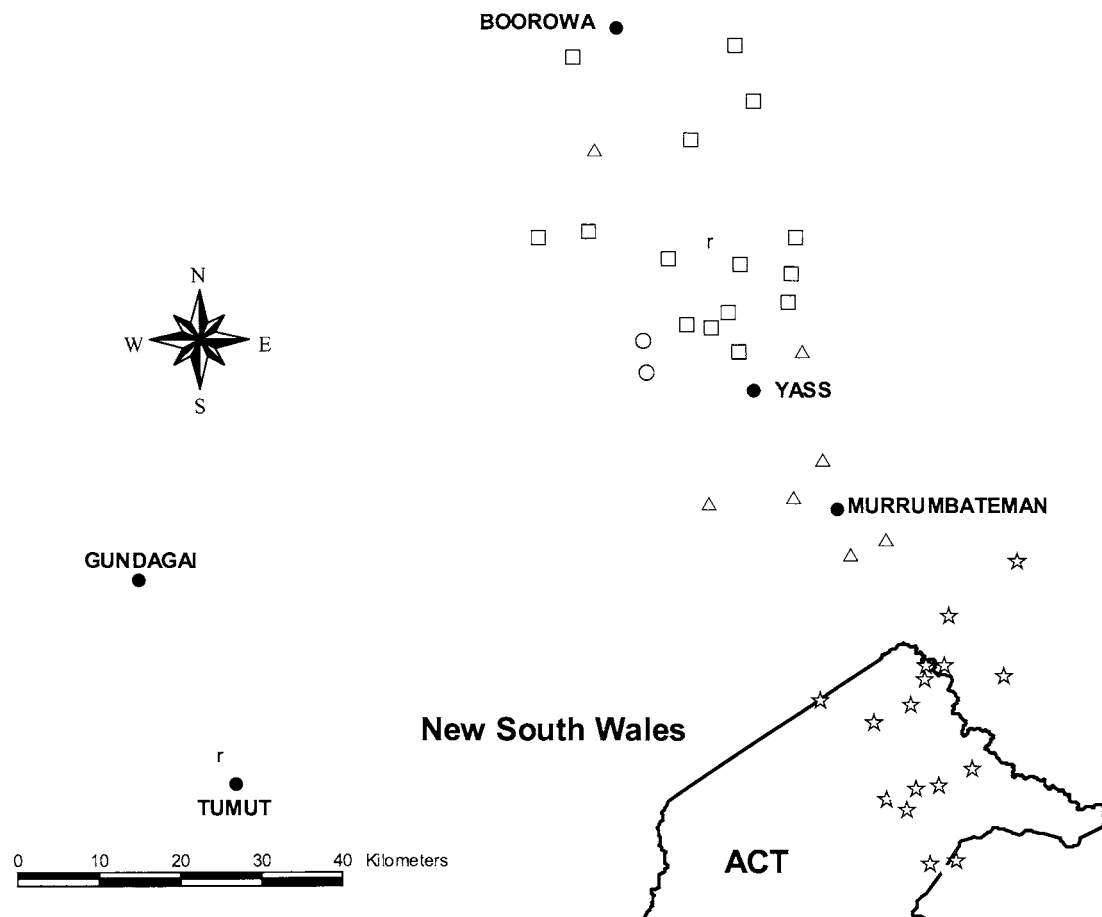 BOOROWA
r
N
W E
S
YASS
MURRUMBATEMAN
GUNDAGAI
New South Wales
r
TUMUT
0 10 20 30 40 Kilometers
ACT